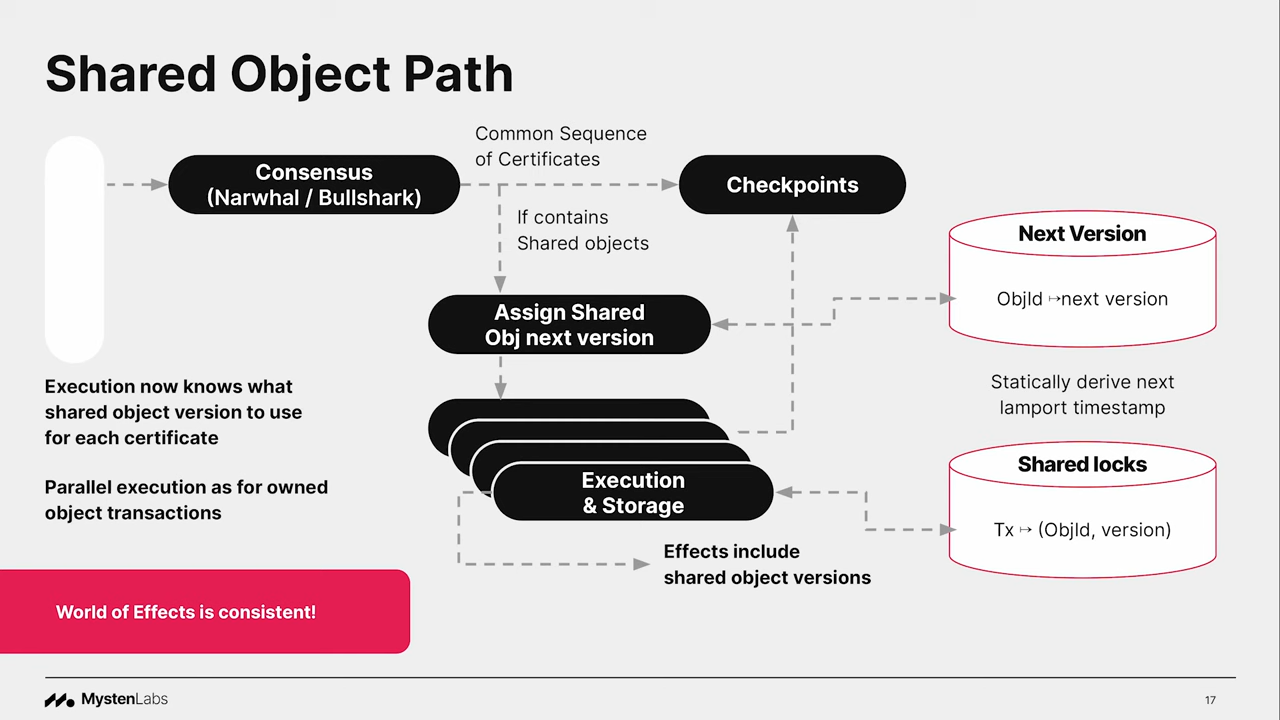 Shared Object Path
Common Sequence
of Certificates
Consensus
(Narwhal / Bullshark)
Checkpoints
If contains
Shared objects
Next Version
ObjId ↦next version
Assign Shared
Obj next version
Statically derive next
lamport timestamp
Execution now knows what
shared object version to use
for each certificate
Parallel execution as for owned
object transactions
Shared locks
Tx ↦ (ObjId, version)
Execution
& Storage
Effects include
shared object versions
World of Effects is consistent!
MystenLabs
17